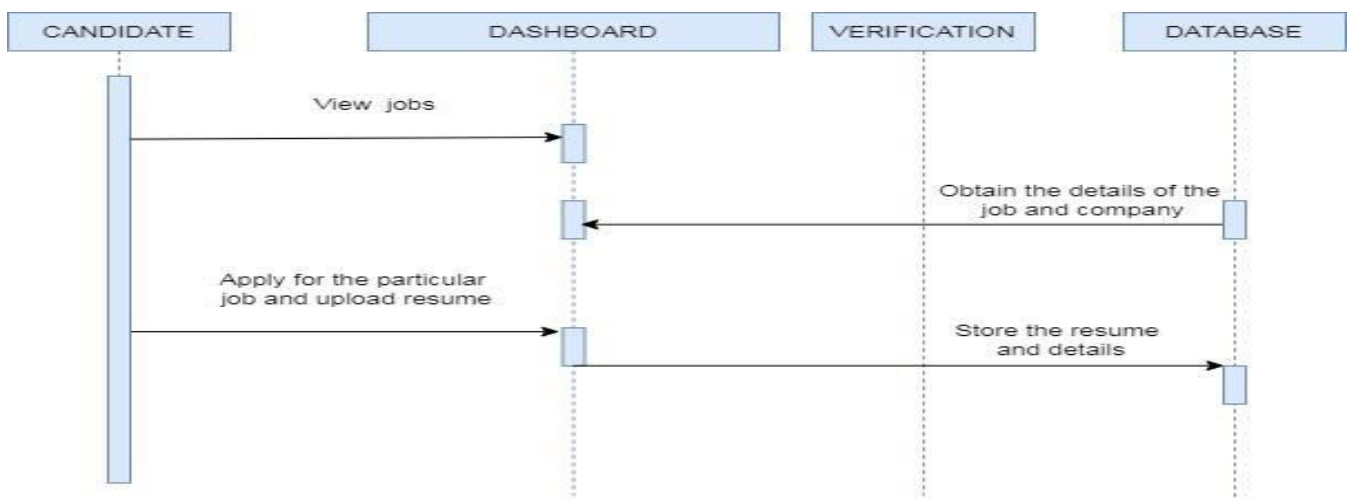 CANDIDATE
DASHBOARD
VERIFICATION
DATABASE
View jobs
Obtain the details of the
job and company
Apply for the particular
job and upload resume
Store the resume
and details